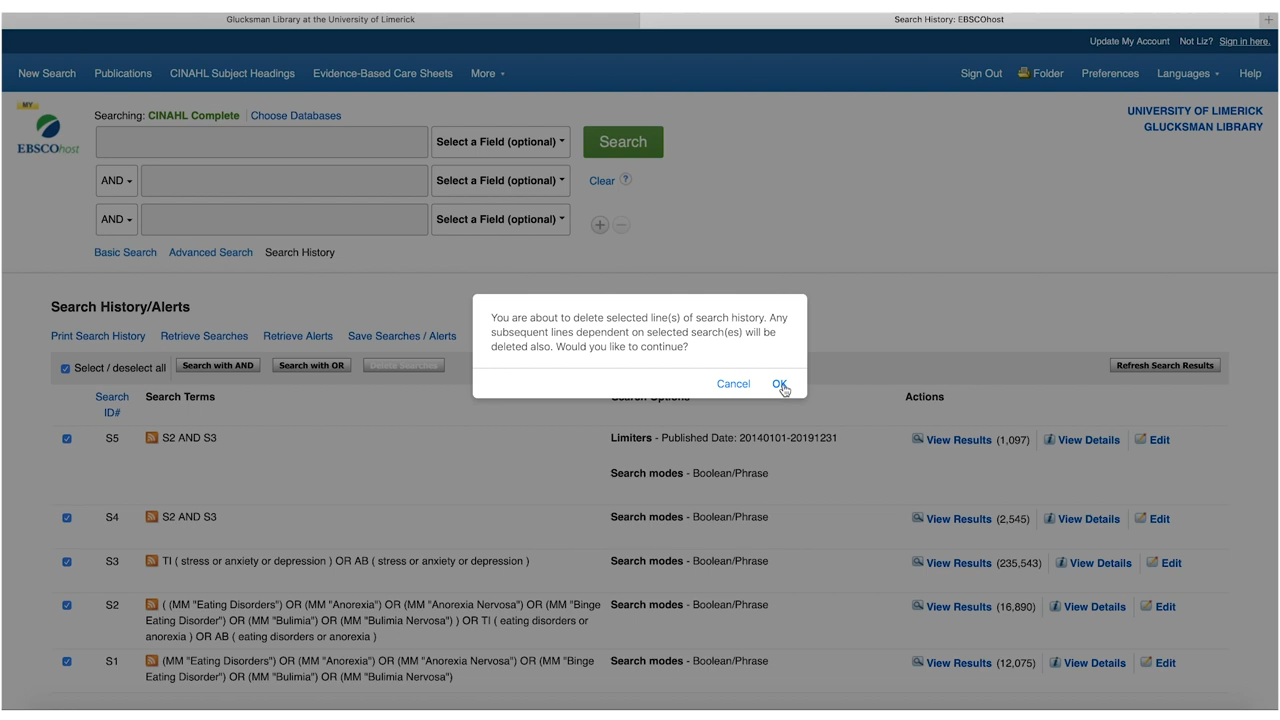 Glucksman Library at the University of Limerick
Search History: EBSCOhost
Update My Account Not Liz? Sign in here.
New Search Publications CINAHL Subject Headings Evidence-Based Care Sheets More
Sign Out Folder Preferences Languages Help
MY
EBSCOhost
Searching: CINAHL Complete Choose Databases
UNIVERSITY OF LIMERICK
GLUCKSMAN LIBRARY
Select a Field (optional) Search
AND Select a Field (optional) Clear ?
AND Select a Field (optional)
Basic Search Advanced Search Search History
Search History/Alerts
Print Search History Retrieve Searches Retrieve Alerts Save Searches / Alerts
You are about to delete selected line(s) of search history. Any
subsequent lines dependent on selected search(es) will be
deleted also. Would you like to continue?
Cancel OK
Select / deselect all Search with AND Search with OR Delete Searches Refresh Search Results
Search
ID#
Search Terms
Search Options
Actions
S5 S2 AND S3 Limiters - Published Date: 20140101-20191231 View Results (1,097) View Details Edit
Search modes - Boolean/Phrase
S4 S2 AND S3 Search modes - Boolean/Phrase View Results (2,545) View Details Edit
S3 TI ( stress or anxiety or depression ) OR AB ( stress or anxiety or depression ) Search modes - Boolean/Phrase View Results (235,543) View Details Edit
S2 ( (MM "Eating Disorders") OR (MM "Anorexia") OR (MM "Anorexia Nervosa") OR (MM "Binge Search modes - Boolean/Phrase View Results (16,890) View Details Edit
Eating Disorder") OR (MM "Bulimia") OR (MM "Bulimia Nervosa") ) OR TI ( eating disorders or
anorexia ) OR AB ( eating disorders or anorexia )
S1 (MM "Eating Disorders") OR (MM "Anorexia") OR (MM "Anorexia Nervosa") OR (MM "Binge Search modes - Boolean/Phrase View Results (12,075) View Details Edit
Eating Disorder") OR (MM "Bulimia") OR (MM "Bulimia Nervosa")